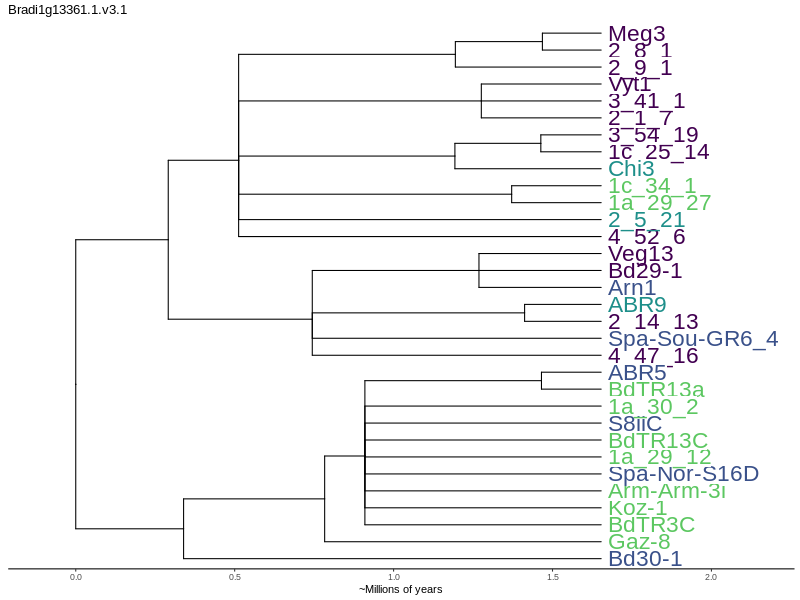 Bradi1g13361.1.v3.1
Meg3
2_8_1
2_9_1
Vyt1
3_41_1
2_1_7
3_54_19
1c_25_14
Chi3
1c_34_1
1a_29_27
2_5_21
4_52_6
Veg13
Bd29-1
Arn1
ABR9
2_14_13
Spa-Sou-GR6_4
4_47_16
ABR5
BdTR13a
1a_30_2
S8iiC
BdTR13C
1a_29_12
Spa-Nor-S16D
Arm-Arm-3i
Koz-1
BdTR3C
Gaz-8
Bd30-1
0.0 0.5 1.0 1.5 2.0
~Millions of years